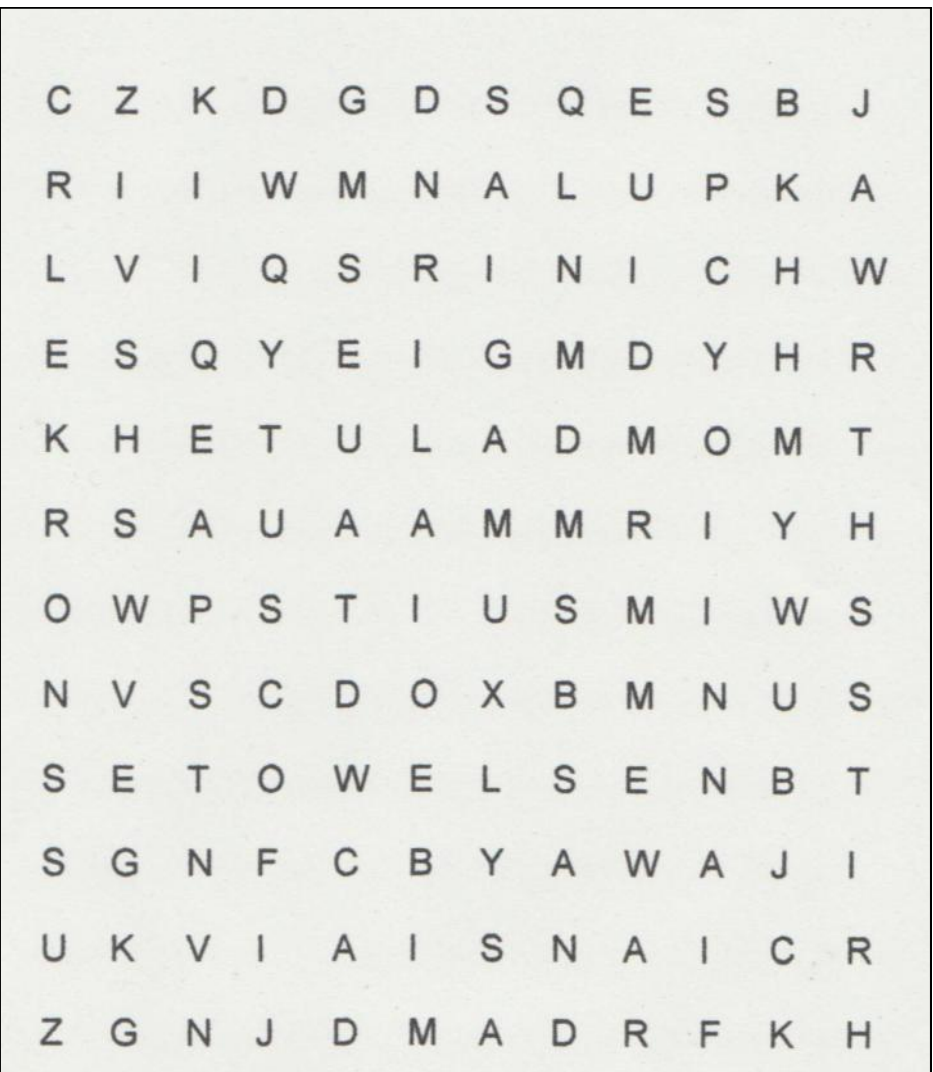 C Z K D G D S Q E S B J
R I I W M N A L U P K A
L V I Q S R I N I C H W
E S Q Y E I G M D Y H R
K H E T U L A D M O M T
R S A U A A M M R I Y H
O W P S T I U S M I W S
N V S C D O X B M N U S
S E T O W E L S E N B T
S G N F C B Y A W A J I
U K V I A I S N A I C R
Z G N J D M A D R F K H